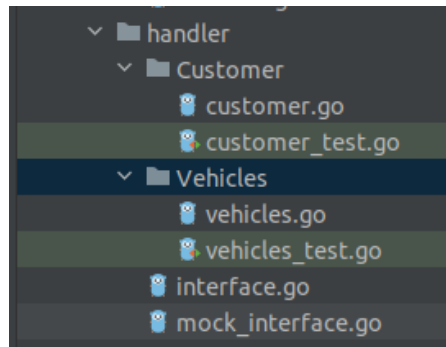 handler
Customer
customer.go
customer_test.go
Vehicles
vehicles.go
vehicles_test.go
interface.go
mock_interface.go